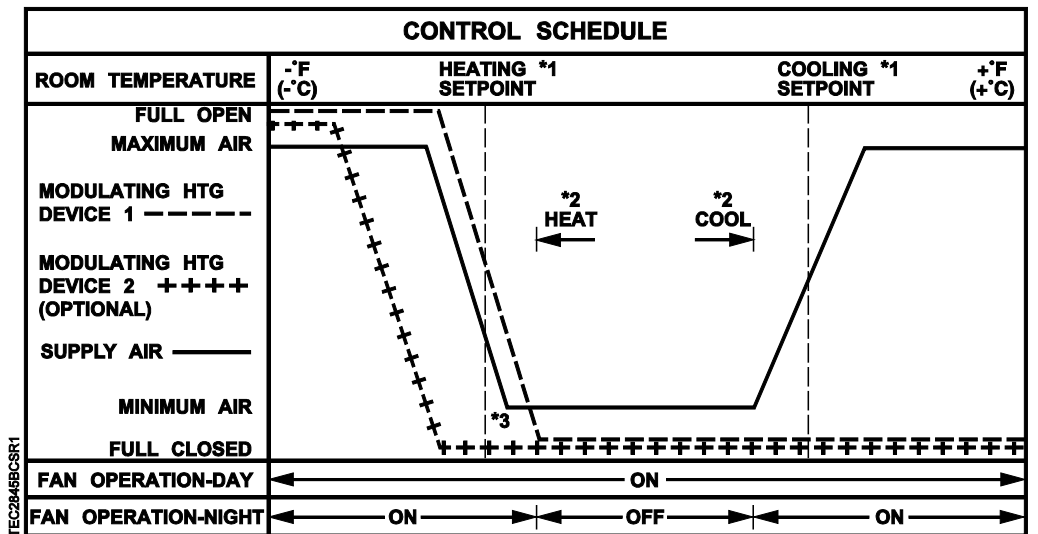 CONTROL SCHEDULE
ROOM TEMPERATURE
-°F
(-°C)
HEATING *1
SETPOINT
COOLING *1
SETPOINT
+°F
(+°C)
FULL OPEN
MAXIMUM AIR
MODULATING HTG
DEVICE 1
MODULATING HTG
DEVICE 2
(OPTIONAL)
SUPPLY AIR
MINIMUM AIR
FULL CLOSED
*2
HEAT
*2
COOL
*3
FAN OPERATION-DAY
ON
FAN OPERATION-NIGHT
ON
OFF
ON
TEC2845BCSR1